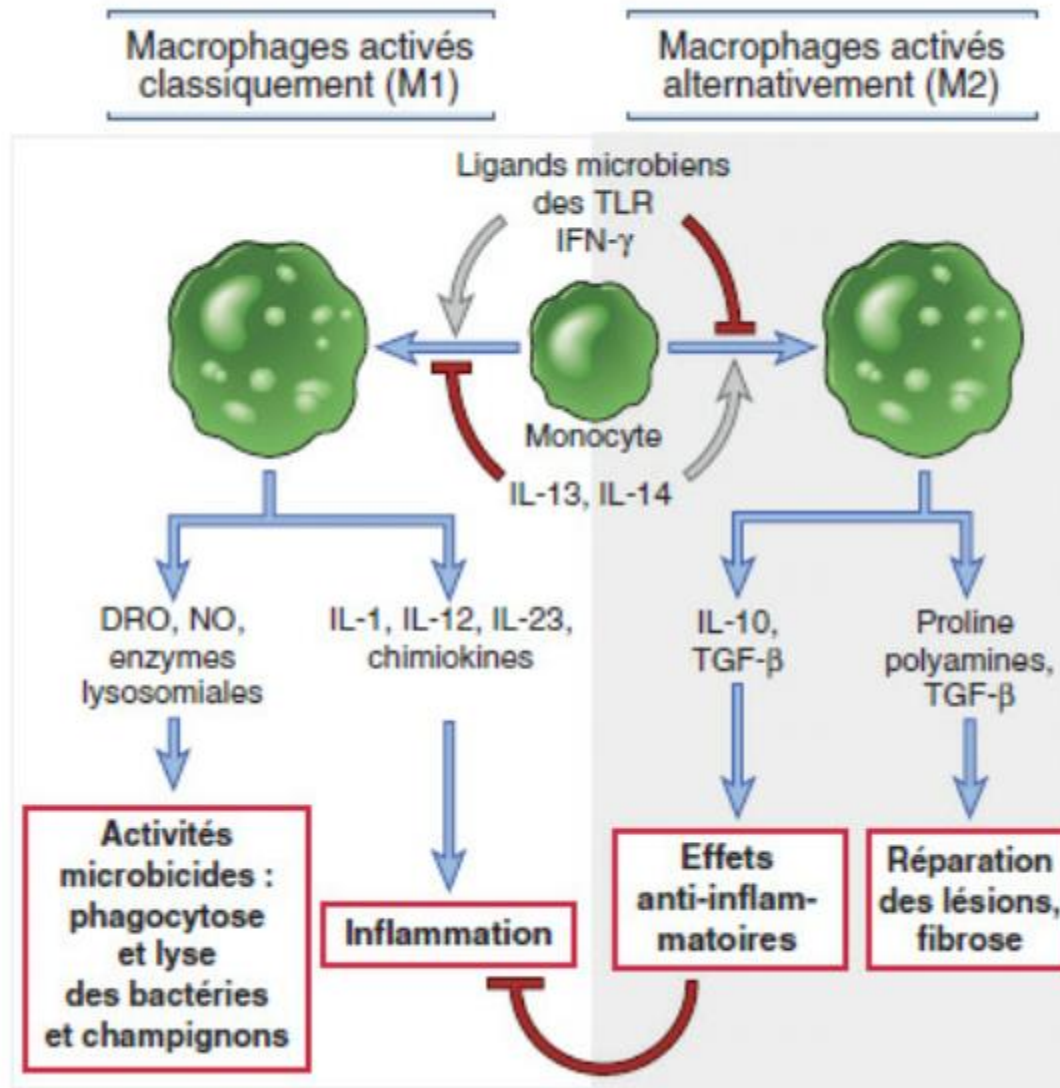 Macrophages activés
classiquement (M1)
Macrophages activés
alternativement (M2)
Ligands microbiens
des TLR
IFN-γ
Monocyte
IL-13, IL-14
DRO, NO,
enzymes
lysosomiales
IL-1, IL-12, IL-23,
chimiokines
IL-10,
TGF-β
Proline
polyamines,
TGF-β
Activités
microbicides :
phagocytose
et lyse
des bactéries
et champignons
Inflammation
Effets
anti-inflam-
matoires
Réparation
des lésions,
fibrose